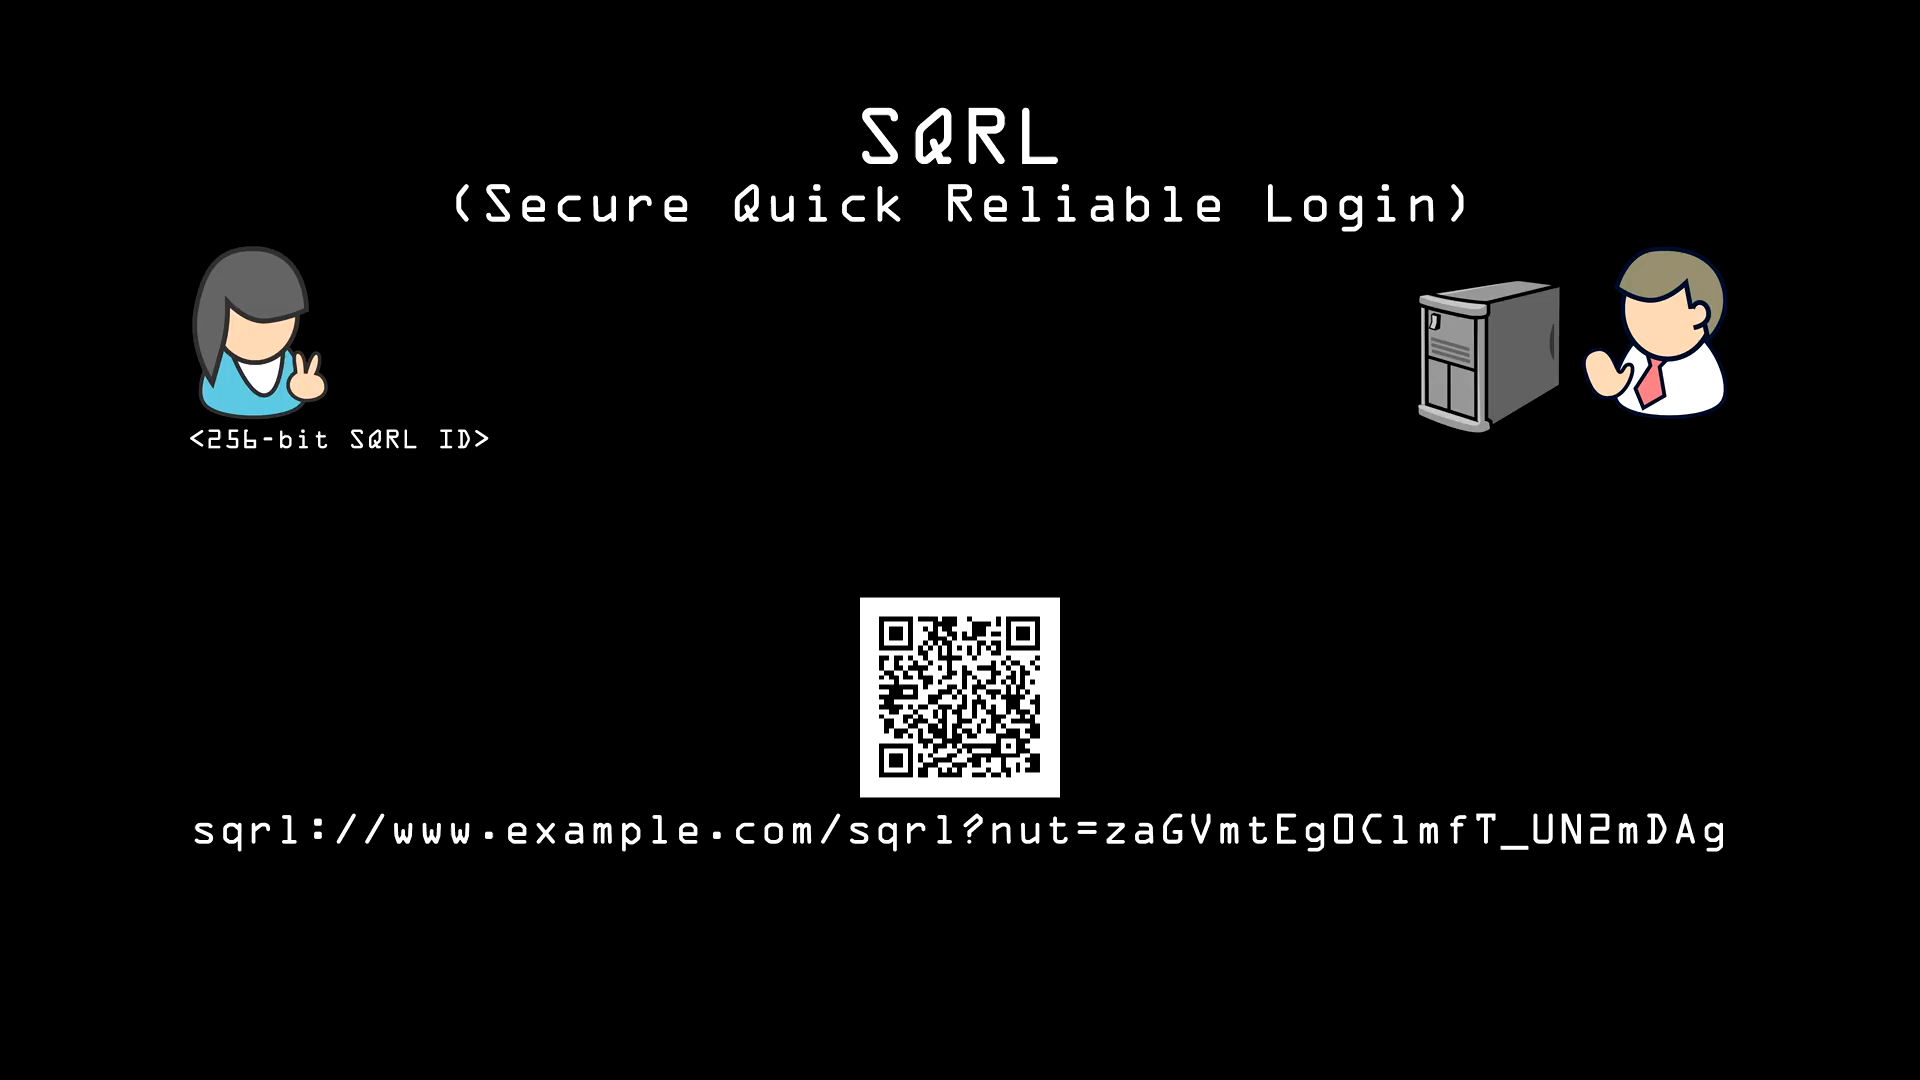 SQRL
(Secure Quick Reliable Login)
<256-bit SQRL ID>
sqrl://www.example.com/sqrl?nut=zaGVmtEgOClmfT_UN2mDAg